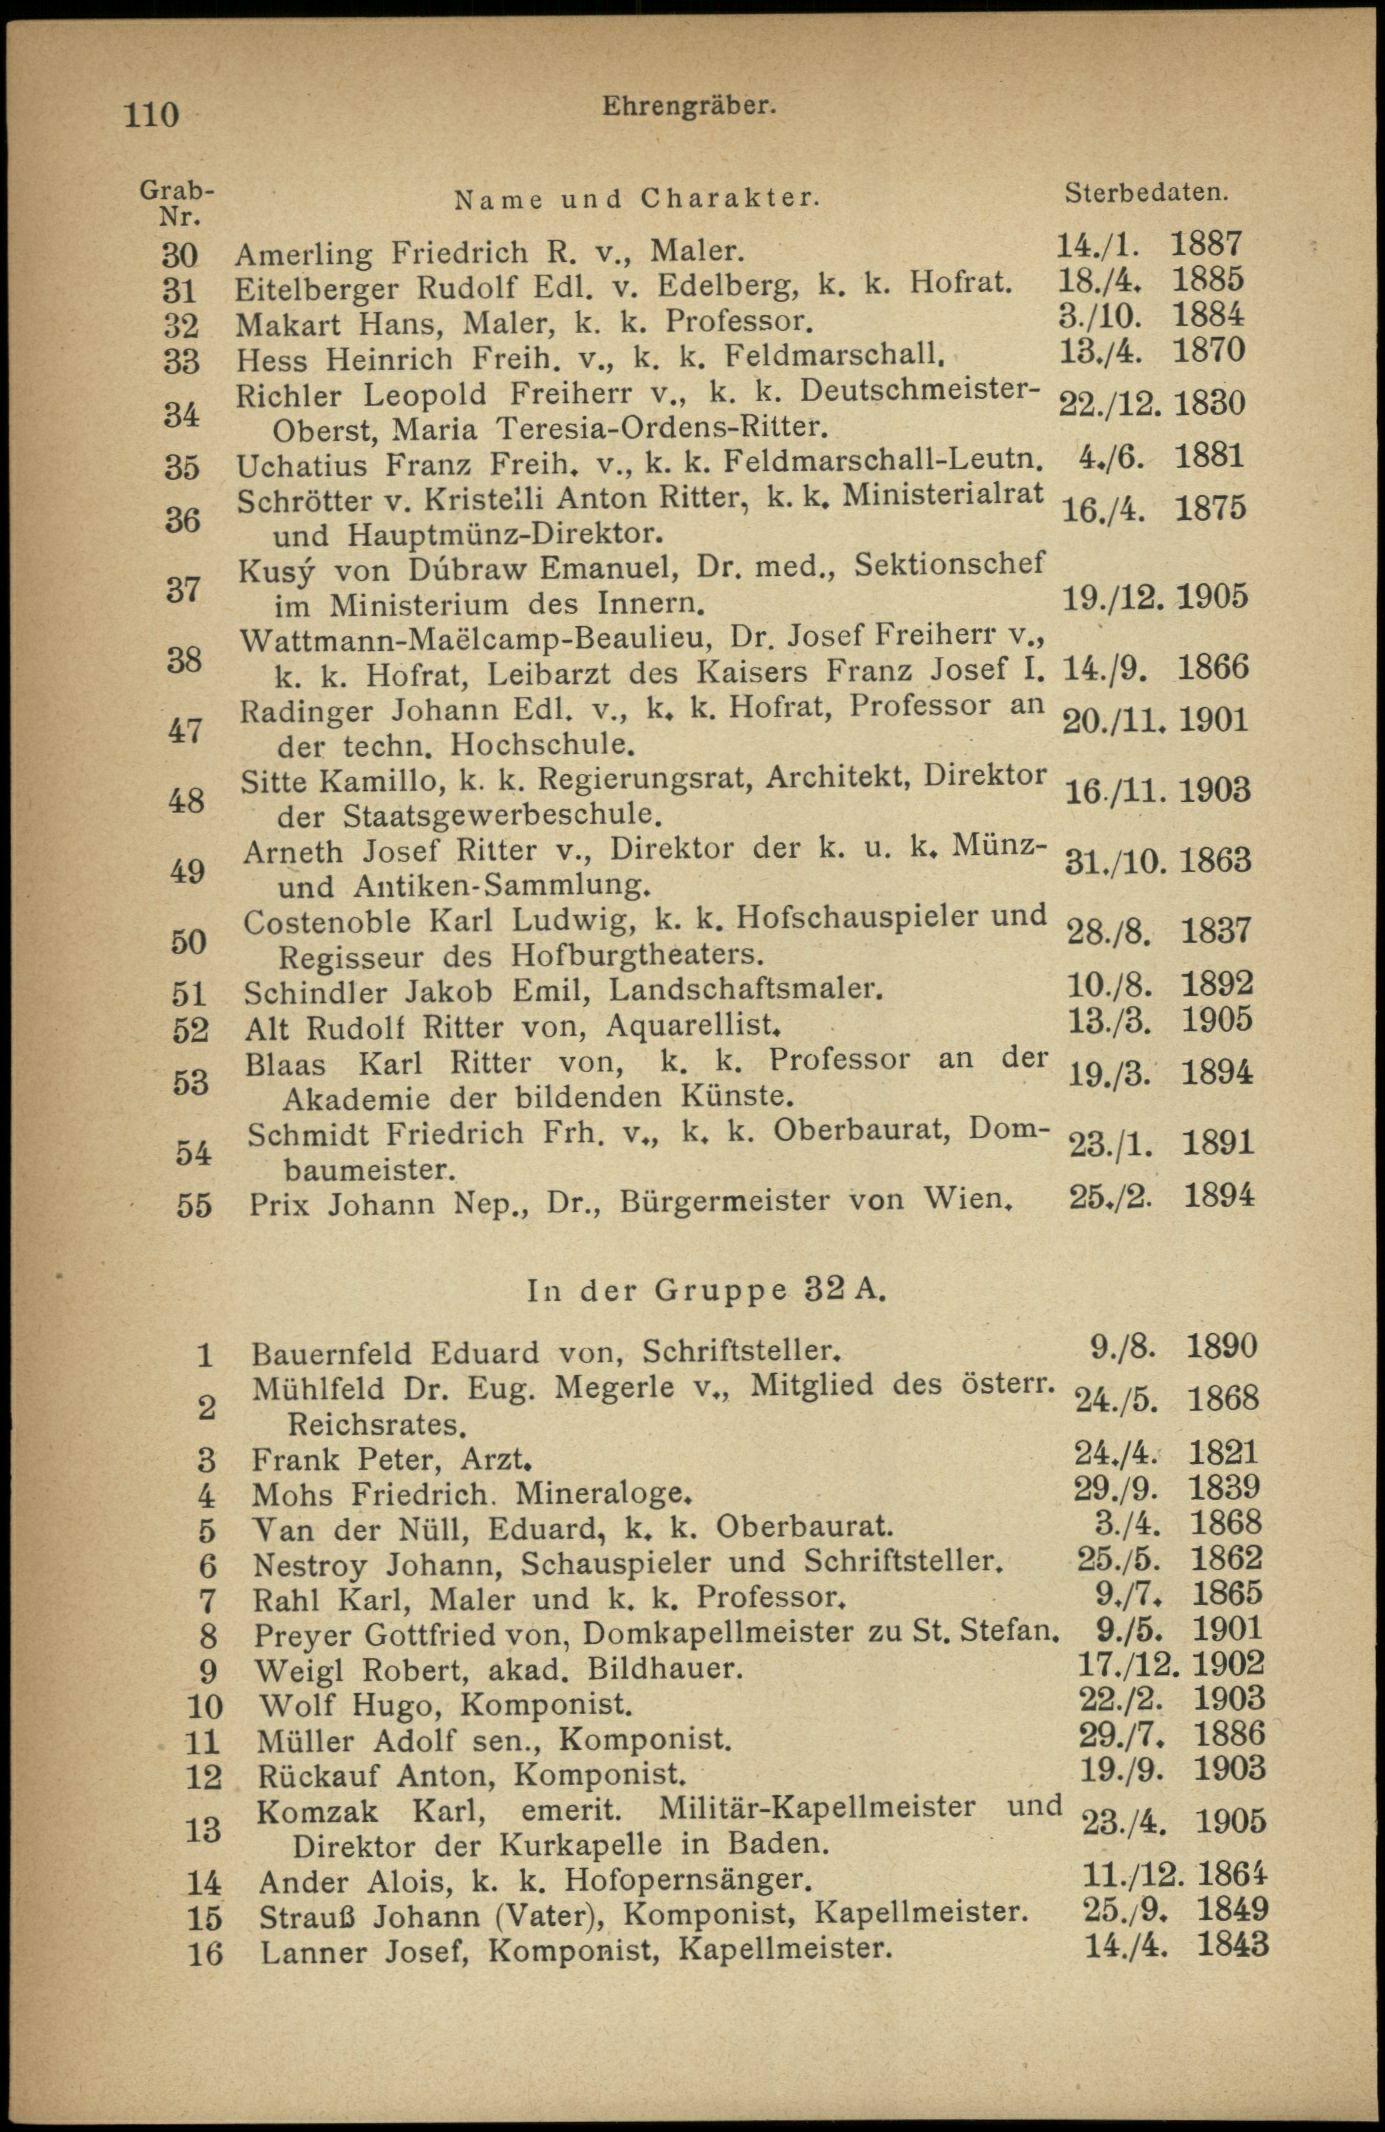 110
Ehrengräber.
Grab-
Nr.
Name und Charakter.
Sterbedaten.
30 Amerling Friedrich R. v., Maler. 14./1. 1887
31 Eitelberger Rudolf Edl. v. Edelberg, k. k. Hofrat. 18./4. 1885
32 Makart Hans, Maler, k. k. Professor. 3./10. 1884
33 Hess Heinrich Freih. v., k. k. Feldmarschall. 13./4. 1870
34 Richler Leopold Freiherr v., k. k. Deutschmeister- 22./12. 1830
Oberst, Maria Teresia-Ordens-Ritter.
35 Uchatius Franz Freih. v., k. k. Feldmarschall-Leutn. 4./6. 1881
36 Schrötter v. Kristelli Anton Ritter, k. k. Ministerialrat 16./4. 1875
und Hauptmünz-Direktor.
37 Kusý von Dúbraw Emanuel, Dr. med., Sektionschef
im Ministerium des Innern. 19./12. 1905
38 Wattmann-Maëlcamp-Beaulieu, Dr. Josef Freiherr v.,
k. k. Hofrat, Leibarzt des Kaisers Franz Josef I. 14./9. 1866
47 Radinger Johann Edl. v., k. k. Hofrat, Professor an 20./11. 1901
der techn. Hochschule.
48 Sitte Kamillo, k. k. Regierungsrat, Architekt, Direktor 16./11. 1903
der Staatsgewerbeschule.
49 Arneth Josef Ritter v., Direktor der k. u. k. Münz- 31./10. 1863
und Antiken-Sammlung.
50 Costenoble Karl Ludwig, k. k. Hofschauspieler und 28./8. 1837
Regisseur des Hofburgtheaters.
51 Schindler Jakob Emil, Landschaftsmaler. 10./8. 1892
52 Alt Rudolf Ritter von, Aquarellist. 13./3. 1905
53 Blaas Karl Ritter von, k. k. Professor an der 19./3. 1894
Akademie der bildenden Künste.
54 Schmidt Friedrich Frh. v., k. k. Oberbaurat, Dom- 23./1. 1891
baumeister.
55 Prix Johann Nep., Dr., Bürgermeister von Wien. 25./2. 1894
In der Gruppe 32 A.
1 Bauernfeld Eduard von, Schriftsteller. 9./8. 1890
2 Mühlfeld Dr. Eug. Megerle v., Mitglied des österr. 24./5. 1868
Reichsrates.
3 Frank Peter, Arzt. 24./4. 1821
4 Mohs Friedrich. Mineraloge. 29./9. 1839
5 Van der Nüll, Eduard, k. k. Oberbaurat. 3./4. 1868
6 Nestroy Johann, Schauspieler und Schriftsteller. 25./5. 1862
7 Rahl Karl, Maler und k. k. Professor. 9./7. 1865
8 Preyer Gottfried von, Domkapellmeister zu St. Stefan. 9./5. 1901
9 Weigl Robert, akad. Bildhauer. 17./12. 1902
10 Wolf Hugo, Komponist. 22./2. 1903
11 Müller Adolf sen., Komponist. 29./7. 1886
12 Rückauf Anton, Komponist. 19./9. 1903
13 Komzak Karl, emerit. Militär-Kapellmeister und 23./4. 1905
Direktor der Kurkapelle in Baden.
14 Ander Alois, k. k. Hofopernsänger. 11./12. 1864
15 Strauß Johann (Vater), Komponist, Kapellmeister. 25./9. 1849
16 Lanner Josef, Komponist, Kapellmeister. 14./4. 1843